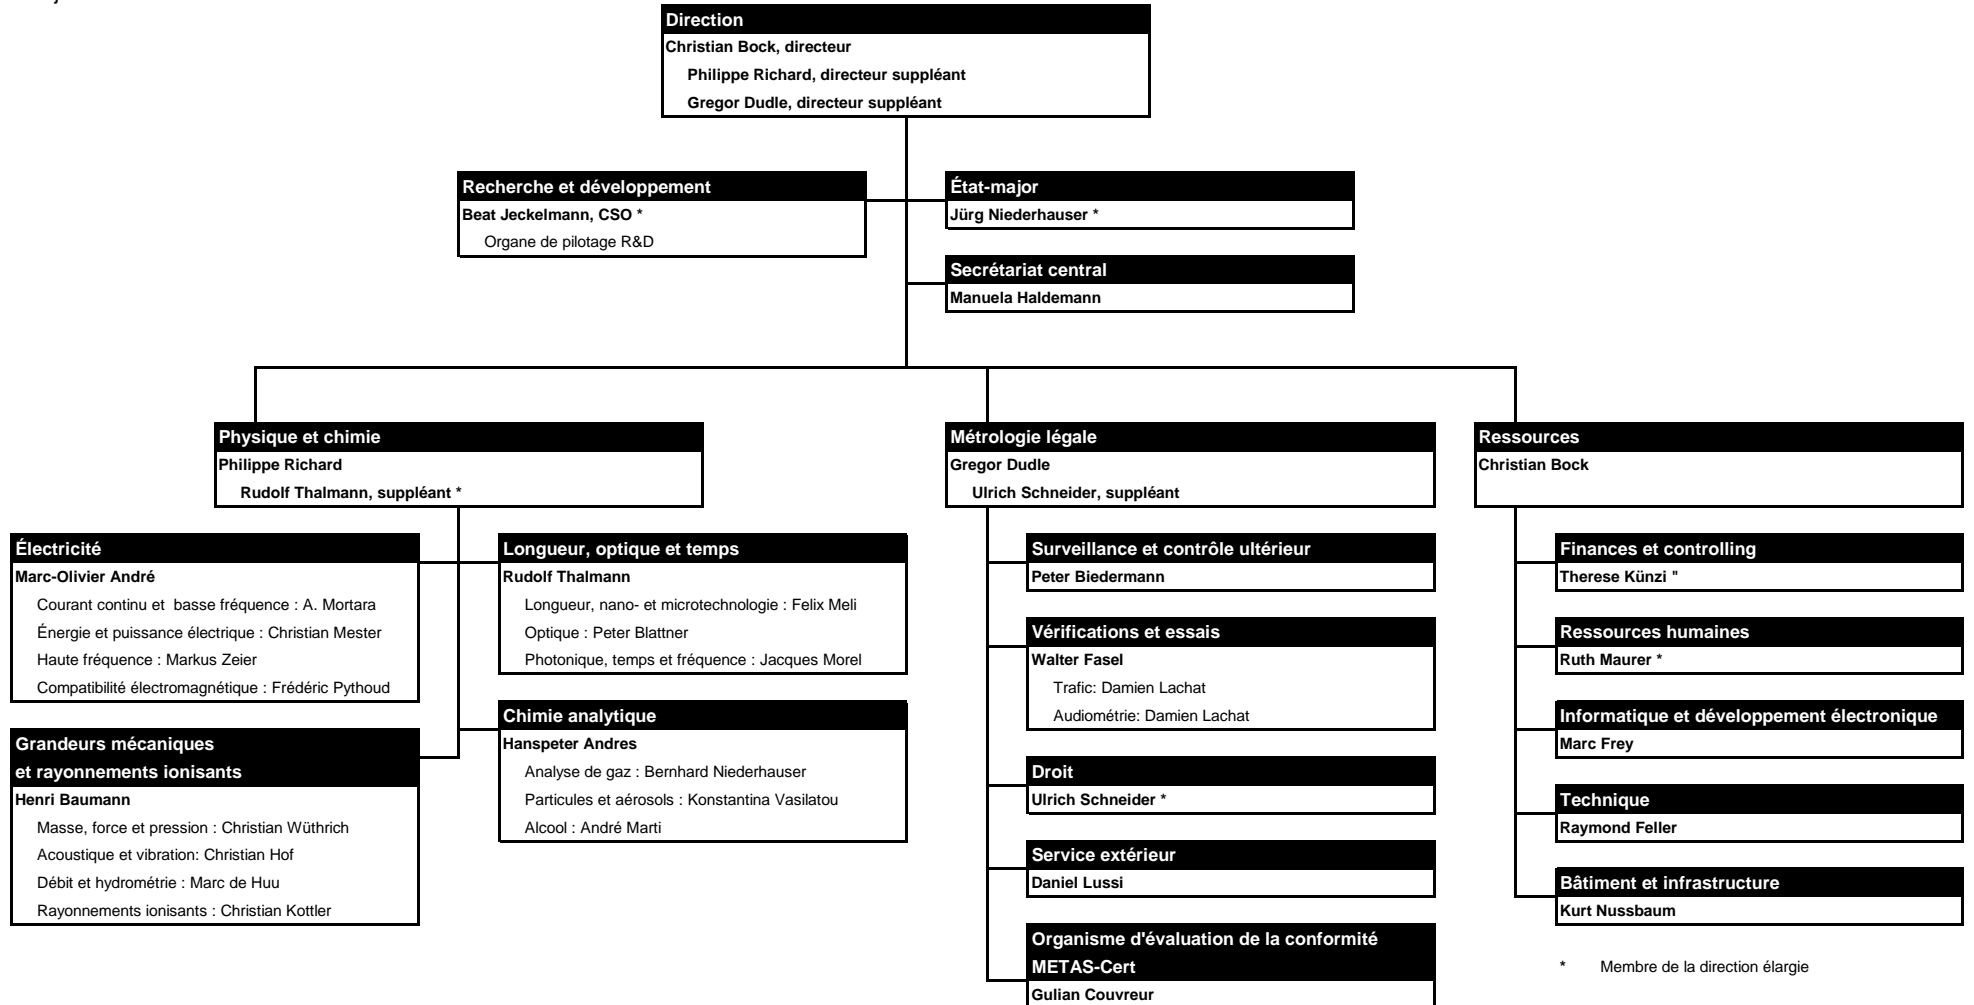 Direction
Christian Bock, directeur
Philippe Richard, directeur suppléant
Gregor Dudle, directeur suppléant
Recherche et développement
Beat Jeckelmann, CSO *
Organe de pilotage R&D
État-major
Jürg Niederhauser *
Secrétariat central
Manuela Haldemann
Physique et chimie
Philippe Richard
Rudolf Thalmann, suppléant *
Électricité
Marc-Olivier André
Courant continu et  basse fréquence : A. Mortara
Énergie et puissance électrique : Christian Mester
Haute fréquence : Markus Zeier
Compatibilité électromagnétique : Frédéric Pythoud
Grandeurs mécaniques
et rayonnements ionisants
Henri Baumann
Masse, force et pression : Christian Wüthrich
Acoustique et vibration: Christian Hof
Débit et hydrométrie : Marc de Huu
Rayonnements ionisants : Christian Kottler
Longueur, optique et temps
Rudolf Thalmann
Longueur, nano- et microtechnologie : Felix Meli
Optique : Peter Blattner
Photonique, temps et fréquence : Jacques Morel
Chimie analytique
Hanspeter Andres
Analyse de gaz : Bernhard Niederhauser
Particules et aérosols : Konstantina Vasilatou
Alcool : André Marti
Métrologie légale
Gregor Dudle
Ulrich Schneider, suppléant
Surveillance et contrôle ultérieur
Peter Biedermann
Vérifications et essais
Walter Fasel
Trafic: Damien Lachat
Audiométrie: Damien Lachat
Droit
Ulrich Schneider *
Service extérieur
Daniel Lussi
Organisme d'évaluation de la conformité
METAS-Cert
Gulian Couvreur
Ressources
Christian Bock
Finances et controlling
Therese Künzi "
Ressources humaines
Ruth Maurer *
Informatique et développement électronique
Marc Frey
Technique
Raymond Feller
Bâtiment et infrastructure
Kurt Nussbaum
* Membre de la direction élargie